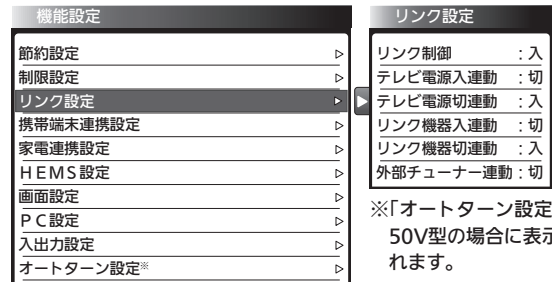 機能設定
節約設定
制限設定
リンク設定
携帯端末連携設定
家電連携設定
ＨＥＭＳ設定
画面設定
ＰＣ設定
入出力設定
オートターン設定※
リンク設定
リンク制御 ：入
テレビ電源入連動 ：切
テレビ電源切連動 ：入
リンク機器入連動 ：切
リンク機器切連動 ：入
外部チューナー連動：切
※｢オートターン設定
50V型の場合に表示
れます。